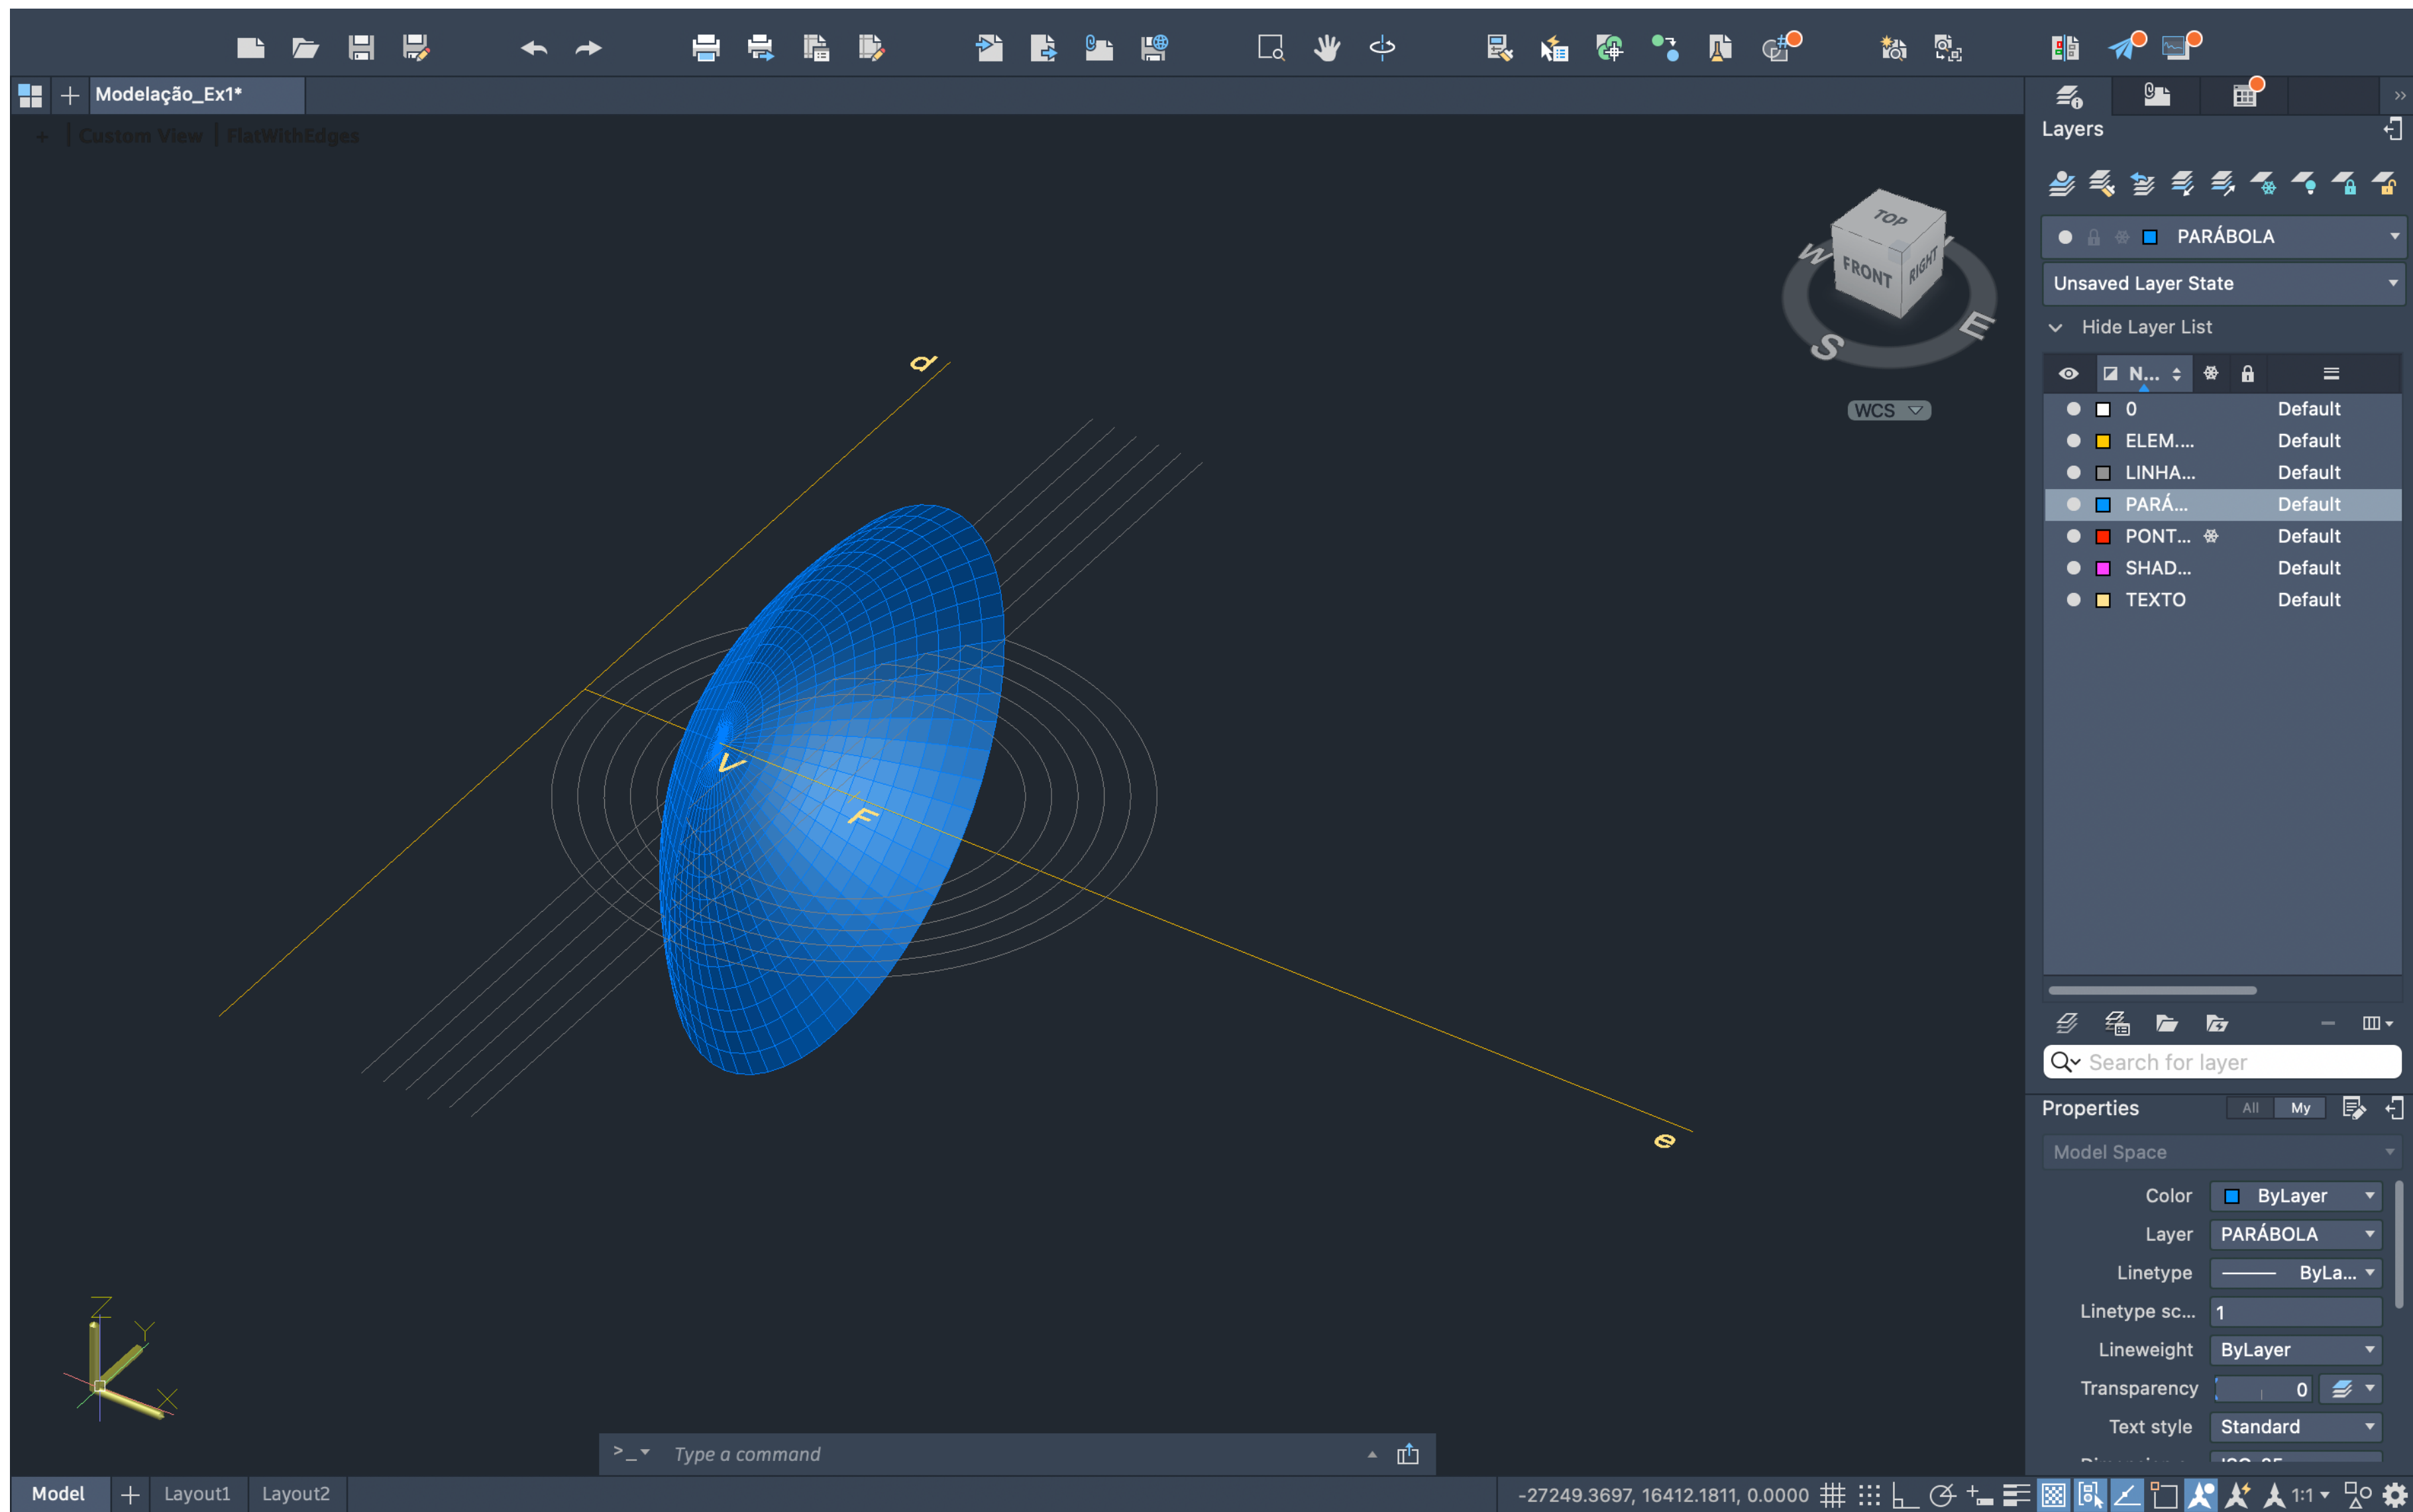 Modelação_Ex1*
+ | Custom View | FlatWithEdges
Layers
TOP
FRONT
RIGHT
W
S
E
WCS
PARÁBOLA
Unsaved Layer State
Hide Layer List
N...
0 Default
ELEM.... Default
LINHA... Default
PARÁ... Default
PONT... Default
SHAD... Default
TEXTO Default
d
V
F
e
Search for layer
Properties
All My
Model Space
Color ByLayer
Layer PARÁBOLA
Linetype ByLa...
Linetype sc... 1
Lineweight ByLayer
Transparency 0
Text style Standard
Z
Y
X
>_ Type a command
Model + Layout1 Layout2
-27249.3697, 16412.1811, 0.0000
1:1